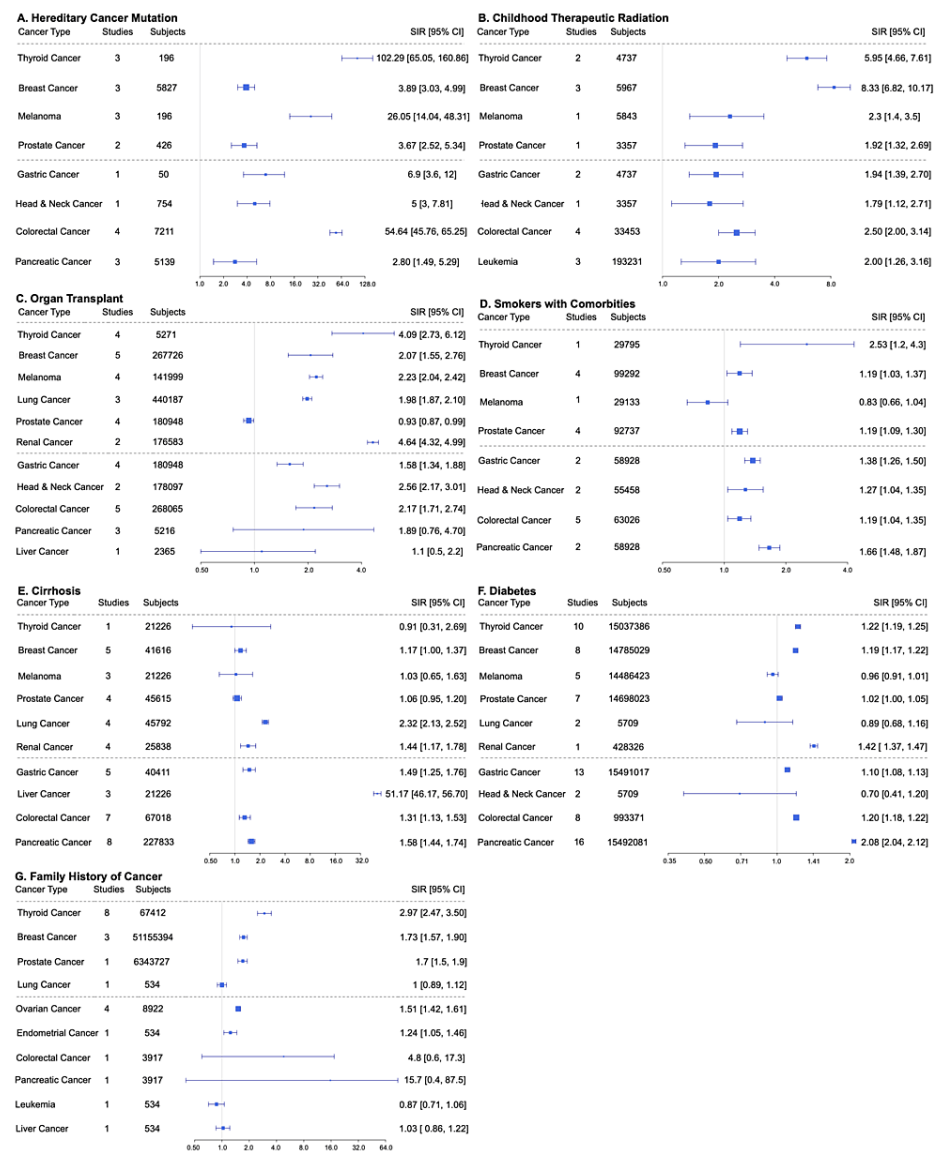 A. Hereditary Cancer Mutation
Cancer Type Studies Subjects SIR [95% CI]
Thyroid Cancer 3 196 102.29 [65.05, 160.86]
Breast Cancer 3 5827 3.89 [3.03, 4.99]
Melanoma 3 196 26.05 [14.04, 48.31]
Prostate Cancer 2 426 3.67 [2.52, 5.34]
Gastric Cancer 1 50 6.9 [3.6, 12]
Head & Neck Cancer 1 754 5 [3, 7.81]
Colorectal Cancer 4 7211 54.64 [45.76, 65.25]
Pancreatic Cancer 3 5139 2.80 [1.49, 5.29]
1.0 2.0 4.0 8.0 16.0 32.0 64.0 128.0
B. Childhood Therapeutic Radiation
Cancer Type Studies Subjects SIR [95% CI]
Thyroid Cancer 2 4737 5.95 [4.66, 7.61]
Breast Cancer 3 5967 8.33 [6.82, 10.17]
Melanoma 1 5843 2.3 [1.4, 3.5]
Prostate Cancer 1 3357 1.92 [1.32, 2.69]
Gastric Cancer 2 4737 1.94 [1.39, 2.70]
Head & Neck Cancer 1 3357 1.79 [1.12, 2.71]
Colorectal Cancer 4 33453 2.50 [2.00, 3.14]
Leukemia 3 193231 2.00 [1.26, 3.16]
1.0 2.0 4.0 8.0
C. Organ Transplant
Cancer Type Studies Subjects SIR [95% CI]
Thyroid Cancer 4 5271 4.09 [2.73, 6.12]
Breast Cancer 5 267726 2.07 [1.55, 2.76]
Melanoma 4 141999 2.23 [2.04, 2.42]
Lung Cancer 3 440187 1.98 [1.87, 2.10]
Prostate Cancer 4 180948 0.93 [0.87, 0.99]
Renal Cancer 2 176583 4.64 [4.32, 4.99]
Gastric Cancer 4 180948 1.58 [1.34, 1.88]
Head & Neck Cancer 2 178097 2.56 [2.17, 3.01]
Colorectal Cancer 5 268065 2.17 [1.71, 2.74]
Pancreatic Cancer 3 5216 1.89 [0.76, 4.70]
Liver Cancer 1 2365 1.1 [0.5, 2.2]
0.50 1.0 2.0 4.0
D. Smokers with Comorbities
Cancer Type Studies Subjects SIR [95% CI]
Thyroid Cancer 1 29795 2.53 [1.2, 4.3]
Breast Cancer 4 99292 1.19 [1.03, 1.37]
Melanoma 1 29133 0.83 [0.66, 1.04]
Prostate Cancer 4 92737 1.19 [1.09, 1.30]
Gastric Cancer 2 58928 1.38 [1.26, 1.50]
Head & Neck Cancer 2 55458 1.27 [1.04, 1.35]
Colorectal Cancer 5 63026 1.19 [1.04, 1.35]
Pancreatic Cancer 2 58928 1.66 [1.48, 1.87]
0.50 1.0 2.0 4.0
E. Cirrhosis
Cancer Type Studies Subjects SIR [95% CI]
Thyroid Cancer 1 21226 0.91 [0.31, 2.69]
Breast Cancer 5 41616 1.17 [1.00, 1.37]
Melanoma 3 21226 1.03 [0.65, 1.63]
Prostate Cancer 4 45615 1.06 [0.95, 1.20]
Lung Cancer 4 45792 2.32 [2.13, 2.52]
Renal Cancer 4 25838 1.44 [1.17, 1.78]
Gastric Cancer 5 40411 1.49 [1.25, 1.76]
Liver Cancer 3 21226 51.17 [46.17, 56.70]
Colorectal Cancer 7 67018 1.31 [1.13, 1.53]
Pancreatic Cancer 8 227833 1.58 [1.44, 1.74]
0.50 1.0 2.0 4.0 8.0 16.0 32.0
F. Diabetes
Cancer Type Studies Subjects SIR [95% CI]
Thyroid Cancer 10 15037386 1.22 [1.19, 1.25]
Breast Cancer 8 14785029 1.19 [1.17, 1.22]
Melanoma 5 14486423 0.96 [0.91, 1.01]
Prostate Cancer 7 14698023 1.02 [1.00, 1.05]
Lung Cancer 2 5709 0.89 [0.68, 1.16]
Renal Cancer 1 428326 1.42 [ 1.37, 1.47]
Gastric Cancer 13 15491017 1.10 [1.08, 1.13]
Head & Neck Cancer 2 5709 0.70 [0.41, 1.20]
Colorectal Cancer 8 993371 1.20 [1.18, 1.22]
Pancreatic Cancer 16 15492081 2.08 [2.04, 2.12]
0.35 0.50 0.71 1.0 1.41 2.0
G. Family History of Cancer
Cancer Type Studies Subjects SIR [95% CI]
Thyroid Cancer 8 67412 2.97 [2.47, 3.50]
Breast Cancer 3 51155394 1.73 [1.57, 1.90]
Prostate Cancer 1 6343727 1.7 [1.5, 1.9]
Lung Cancer 1 534 1 [0.89, 1.12]
Ovarian Cancer 4 8922 1.51 [1.42, 1.61]
Endometrial Cancer 1 534 1.24 [1.05, 1.46]
Colorectal Cancer 1 3917 4.8 [0.6, 17.3]
Pancreatic Cancer 1 3917 15.7 [0.4, 87.5]
Leukemia 1 534 0.87 [0.71, 1.06]
Liver Cancer 1 534 1.03 [ 0.86, 1.22]
0.50 1.0 2.0 4.0 8.0 16.0 32.0 64.0